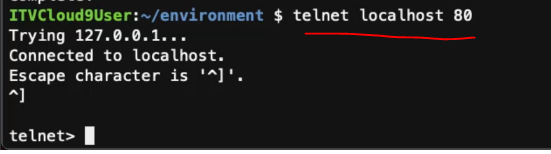 ITVCloud9User:~/environment $ telnet localhost 80
Trying 127.0.0.1...
Connected to localhost.
Escape character is '^]'.
^]
telnet>